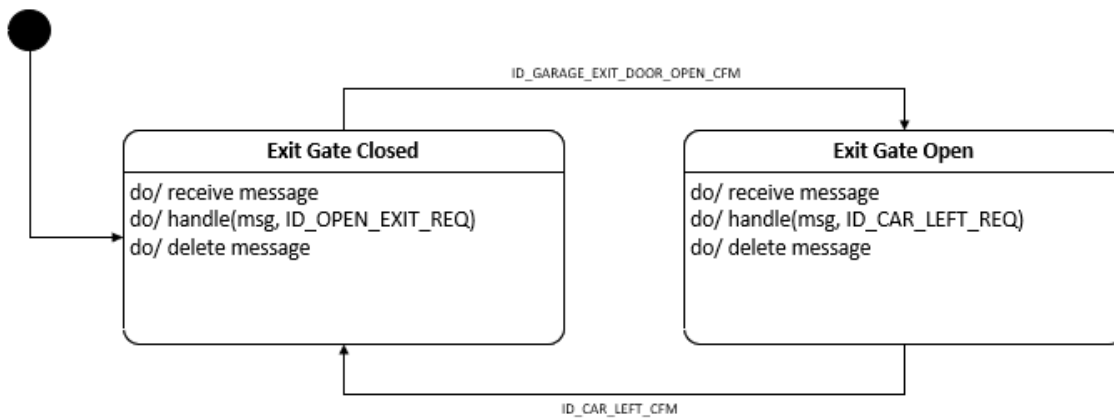 ID_GARAGE_EXIT_DOOR_OPEN_CFM
Exit Gate Closed
do/ receive message
do/ handle(msg, ID_OPEN_EXIT_REQ)
do/ delete message
Exit Gate Open
do/ receive message
do/ handle(msg, ID_CAR_LEFT_REQ)
do/ delete message
ID_CAR_LEFT_CFM